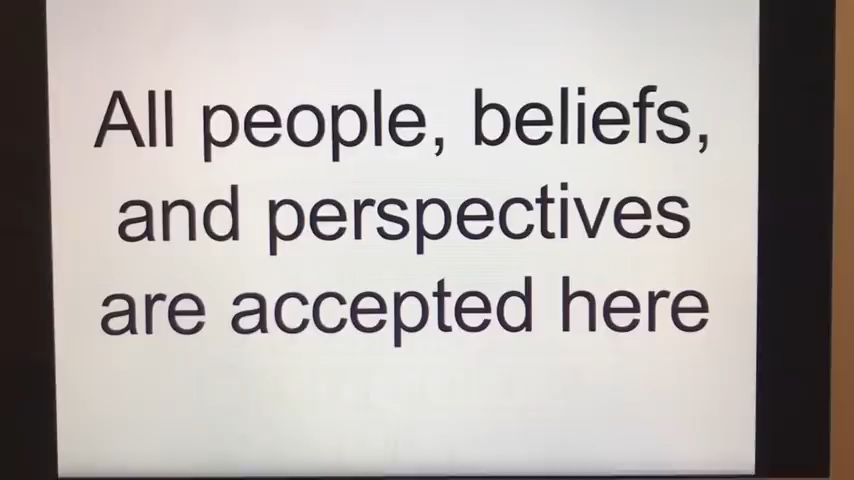 All people, beliefs,
and perspectives
are accepted here